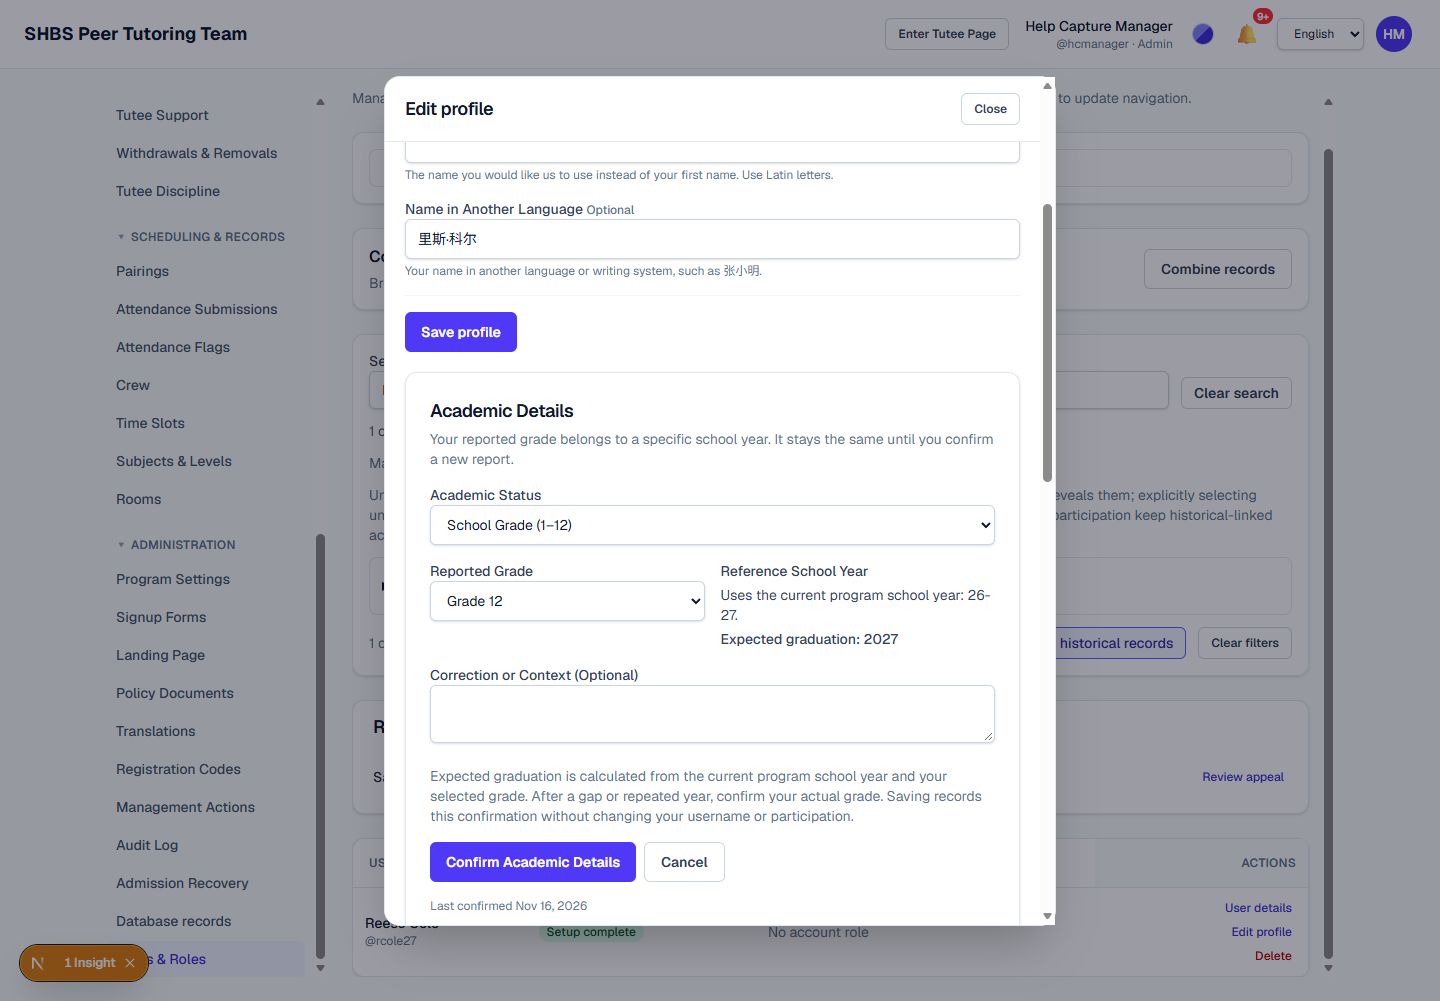 SHBS Peer Tutoring Team
Enter Tutee Page
Help Capture Manager
@hcmanager · Admin
9+
English
HM
Tutee Support
Withdrawals & Removals
Tutee Discipline
SCHEDULING & RECORDS
Pairings
Attendance Submissions
Attendance Flags
Crew
Time Slots
Subjects & Levels
Rooms
ADMINISTRATION
Program Settings
Signup Forms
Landing Page
Policy Documents
Translations
Registration Codes
Management Actions
Audit Log
Admission Recovery
Database records
s & Roles
N 1 Insight
to update navigation.
Combine records
Clear search
eveals them; explicitly selecting
participation keep historical-linked
historical records
Clear filters
Review appeal
ACTIONS
@rcole27
Setup complete
No account role
User details
Edit profile
Delete
Edit profile
Close
The name you would like us to use instead of your first name. Use Latin letters.
Name in Another Language Optional
里斯·科尔
Your name in another language or writing system, such as 张小明.
Save profile
Academic Details
Your reported grade belongs to a specific school year. It stays the same until you confirm
a new report.
Academic Status
School Grade (1–12)
Reported Grade
Grade 12
Reference School Year
Uses the current program school year: 26-
27.
Expected graduation: 2027
Correction or Context (Optional)
Expected graduation is calculated from the current program school year and your
selected grade. After a gap or repeated year, confirm your actual grade. Saving records
this confirmation without changing your username or participation.
Confirm Academic Details
Cancel
Last confirmed Nov 16, 2026